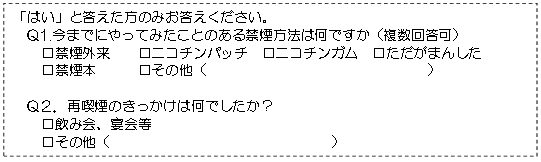 「はい」と答えた方のみお答えください。
Q1.今までにやってみたことのある禁煙方法は何ですか（複数回答可）
□禁煙外来　□ニコチンパッチ　□ニコチンガム　□ただがまんした
□禁煙本　□その他（　　　　　　　　　　　　　　　）
Q２．再喫煙のきっかけは何でしたか？
□飲み会、宴会等
□その他（　　　　　　　　　　　　　　　）